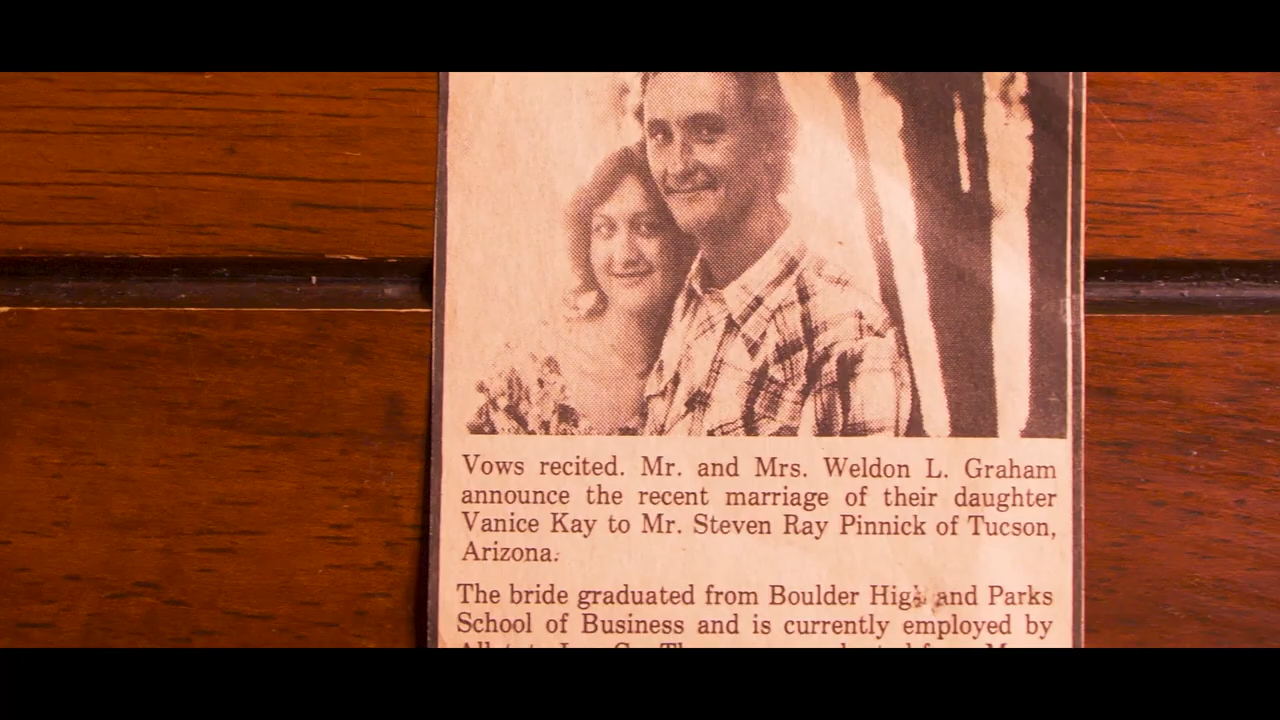 Vows recited. Mr. and Mrs. Weldon L. Graham
announce the recent marriage of their daughter
Vanice Kay to Mr. Steven Ray Pinnick of Tucson,
Arizona.
The bride graduated from Boulder High and Parks
School of Business and is currently employed by